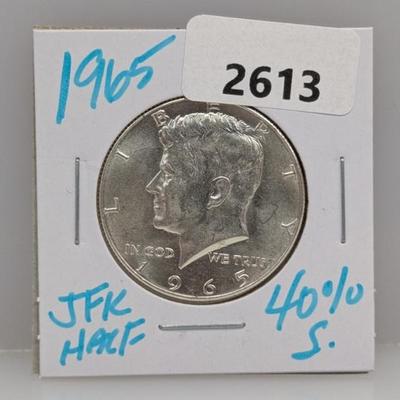 1965
2613
LIBERTY
IN GOD WE TRUST
1965
JFK
HALF
40%
S.